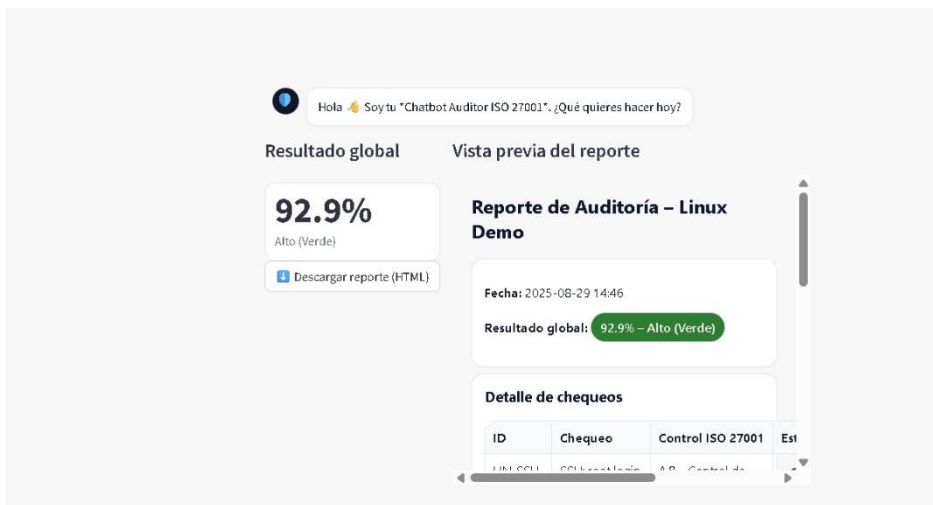 Hola 👋 Soy tu "Chatbot Auditor ISO 27001". ¿Qué quieres hacer hoy?
Resultado global
Vista previa del reporte
92.9%
Alto (Verde)
Descargar reporte (HTML)
Reporte de Auditoría – Linux
Demo
Fecha: 2025-08-29 14:46
Resultado global: 92.9% – Alto (Verde)
Detalle de chequeos
ID Chequeo Control ISO 27001 Est